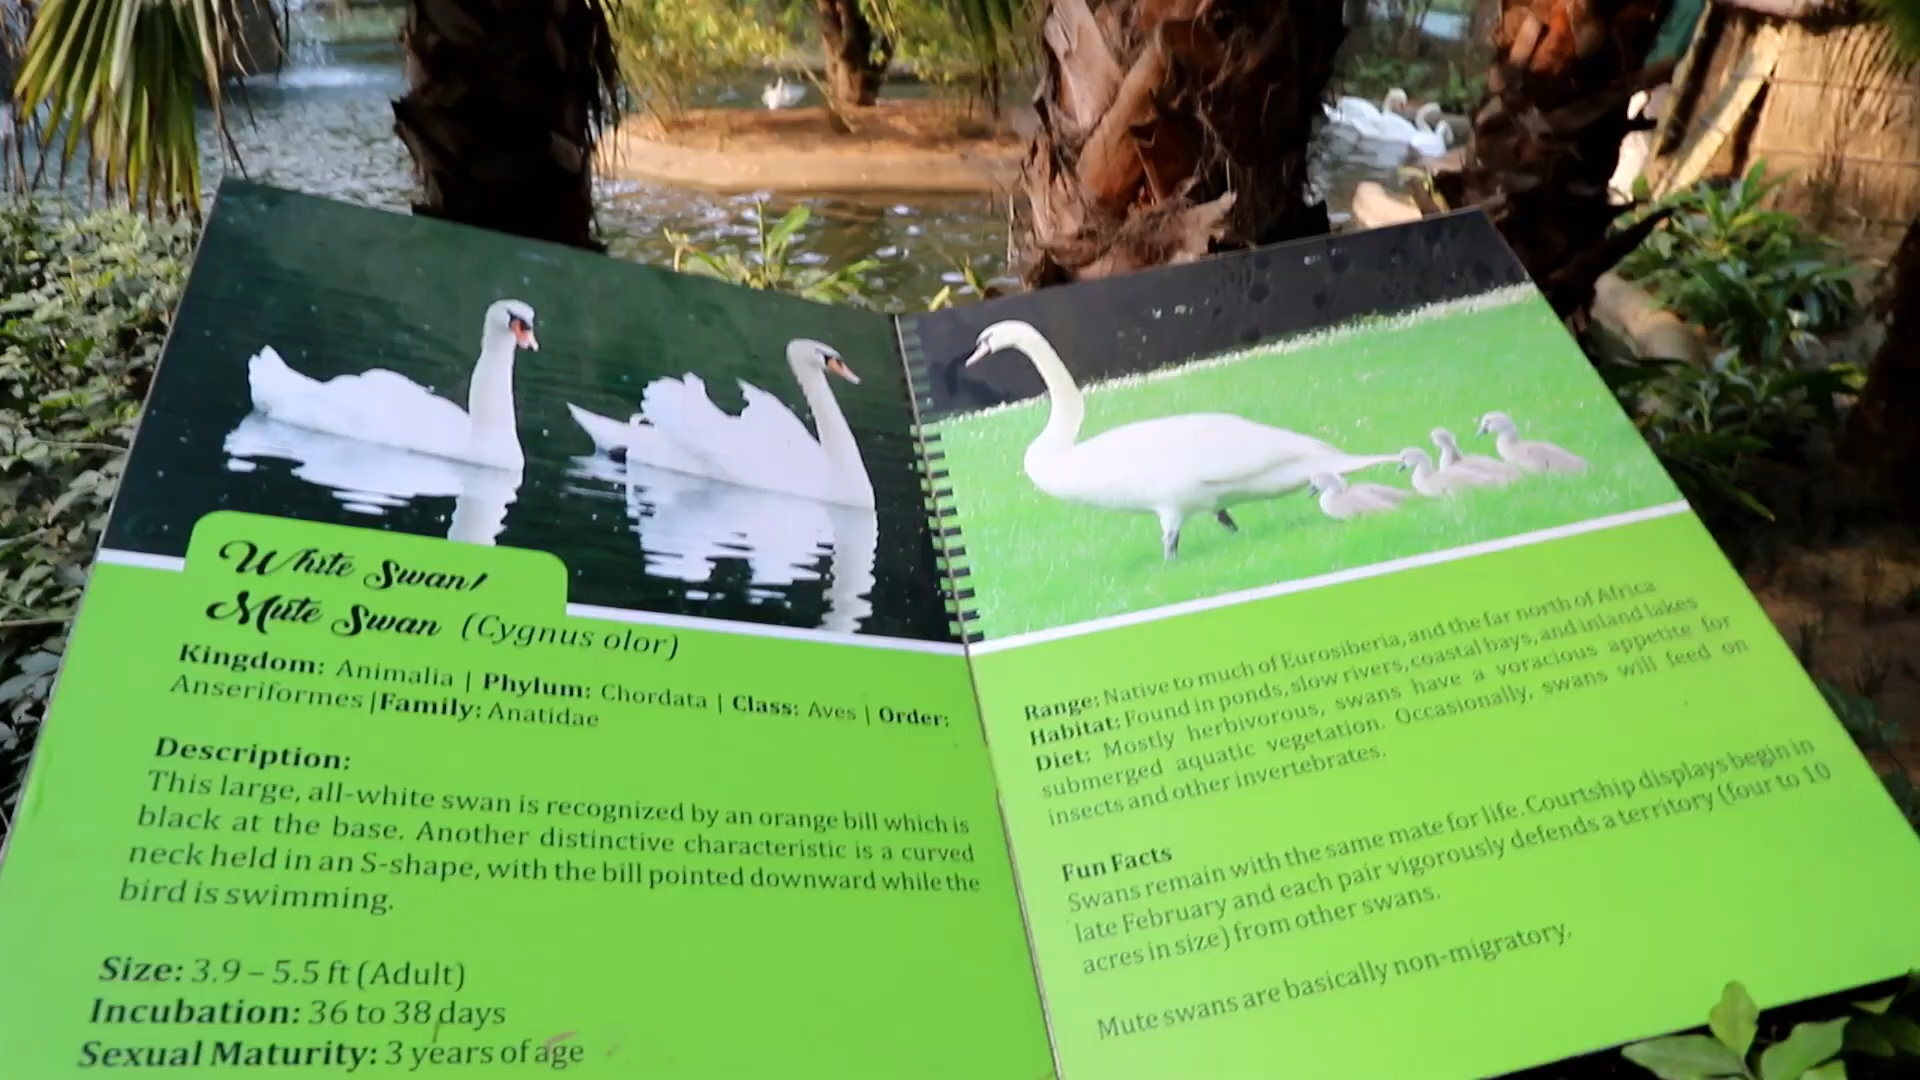 White Swan/
Mute Swan (Cygnus olor)
Kingdom: Animalia | Phylum: Chordata | Class: Aves | Order:
Anseriformes |Family: Anatidae
Description:
This large, all-white swan is recognized by an orange bill which is
black at the base. Another distinctive characteristic is a curved
neck held in an S-shape, with the bill pointed downward while the
bird is swimming.
Size: 3.9 – 5.5 ft (Adult)
Incubation: 36 to 38 days
Sexual Maturity: 3 years of age
Range: Native to much of Eurosiberia, and the far north of Africa
Habitat: Found in ponds, slow rivers, coastal bays, and inland lakes
Diet: Mostly herbivorous, swans have a voracious appetite for
submerged aquatic vegetation. Occasionally, swans will feed on
insects and other invertebrates.
Fun Facts
Swans remain with the same mate for life. Courtship displays begin in
late February and each pair vigorously defends a territory (four to 10
acres in size) from other swans.
Mute swans are basically non-migratory.